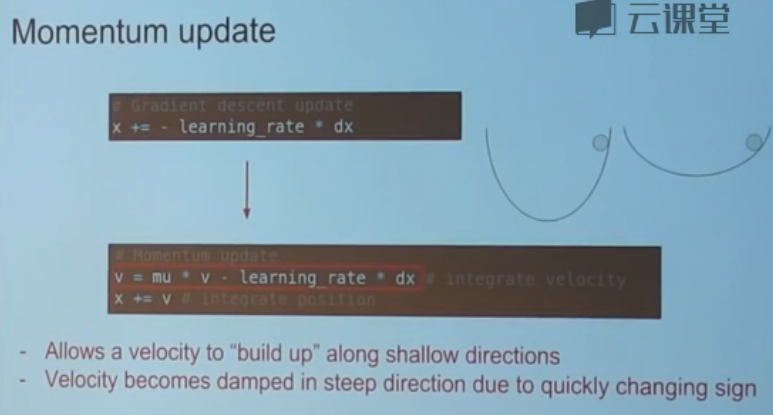 Momentum update
云课堂
# Gradient descent update
x += - learning_rate * dx
# Momentum update
v = mu * v - learning_rate * dx # integrate velocity
x += v # integrate position
- Allows a velocity to “build up” along shallow directions
- Velocity becomes damped in steep direction due to quickly changing sign